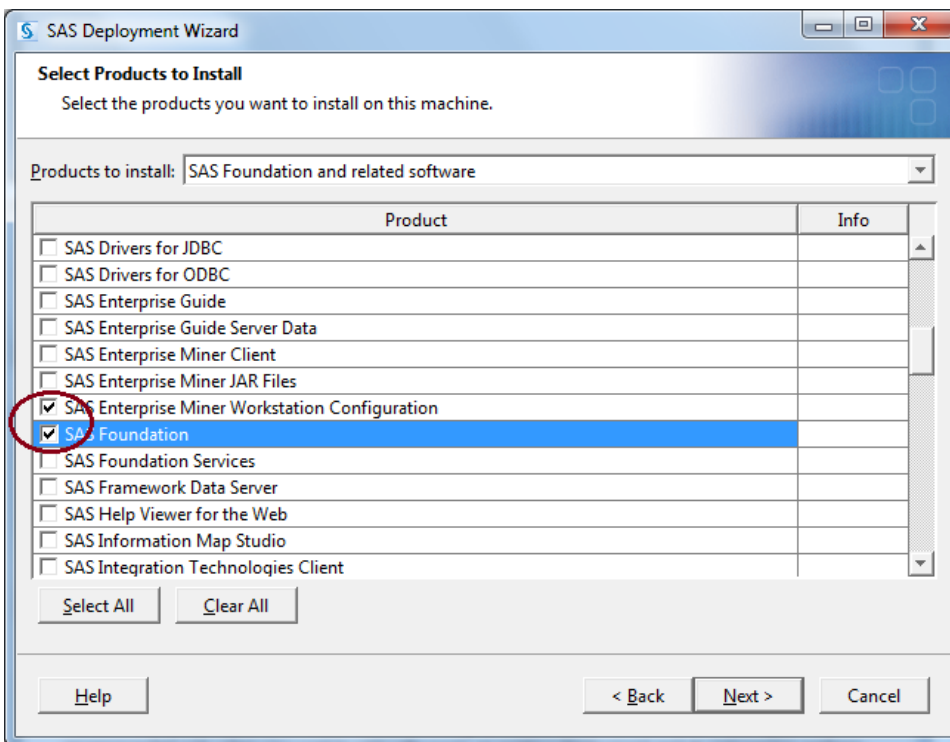 SAS Deployment Wizard
Select Products to Install
Select the products you want to install on this machine.
Products to install: SAS Foundation and related software
Product Info
SAS Drivers for JDBC
SAS Drivers for ODBC
SAS Enterprise Guide
SAS Enterprise Guide Server Data
SAS Enterprise Miner Client
SAS Enterprise Miner JAR Files
SAS Enterprise Miner Workstation Configuration
SAS Foundation
SAS Foundation Services
SAS Framework Data Server
SAS Help Viewer for the Web
SAS Information Map Studio
SAS Integration Technologies Client
Select All Clear All
Help < Back Next > Cancel